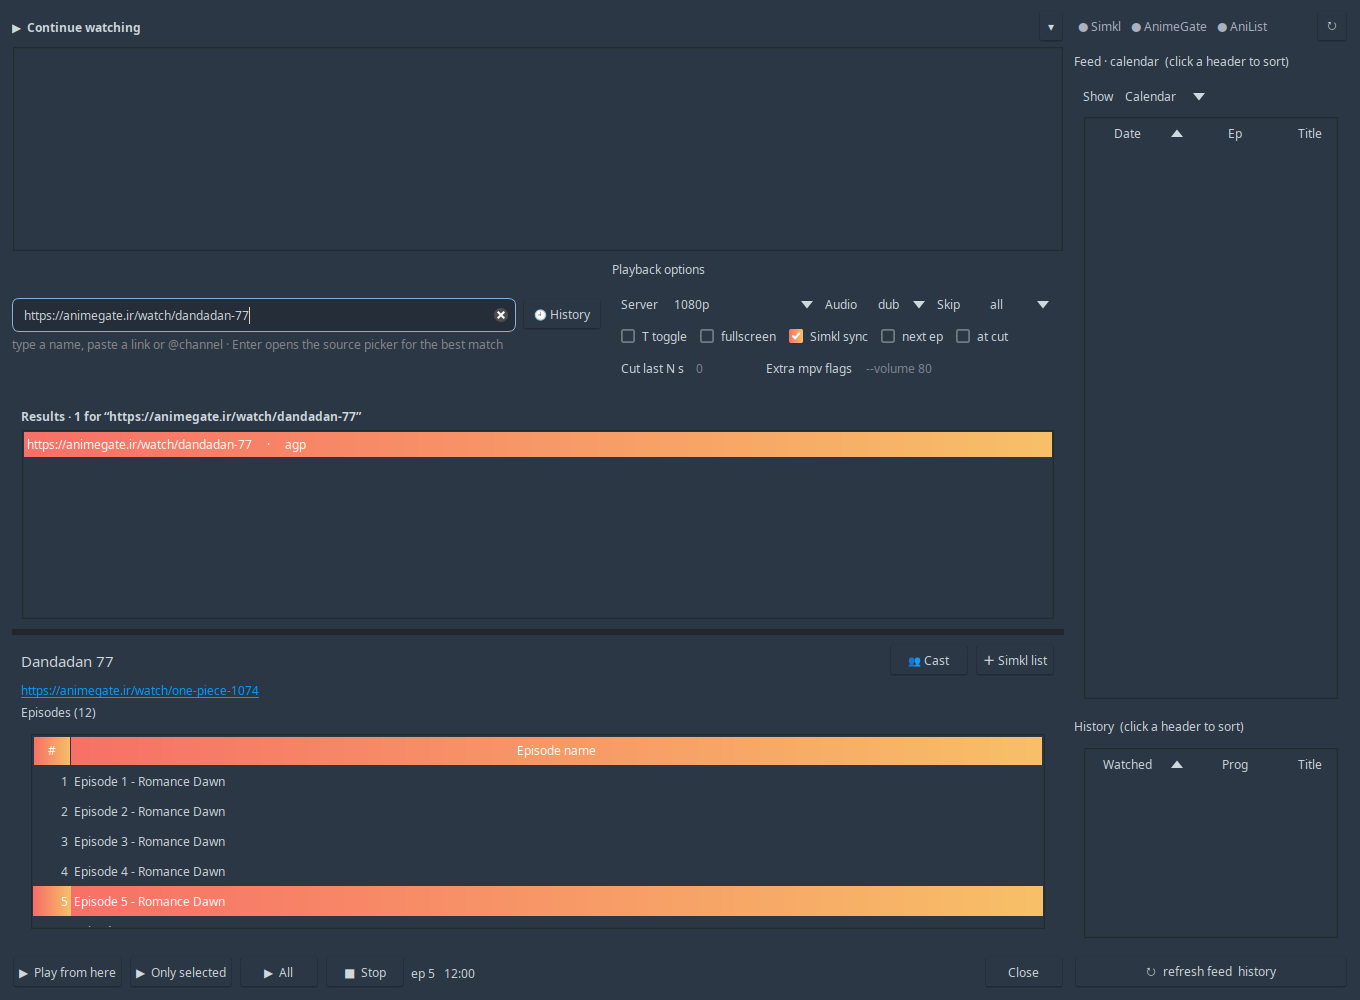 ▶ Continue watching
▼
● Simkl ● AnimeGate ● AniList
↻
Feed · calendar (click a header to sort)
Show Calendar ▼
Date ▲ Ep Title
Playback options
https://animegate.ir/watch/dandadan-77
History
type a name, paste a link or @channel · Enter opens the source picker for the best match
Server 1080p ▼ Audio dub ▼ Skip all ▼
T toggle fullscreen Simkl sync next ep at cut
Cut last N s 0 Extra mpv flags --volume 80
Results · 1 for “https://animegate.ir/watch/dandadan-77”
https://animegate.ir/watch/dandadan-77 · agp
Dandadan 77
Cast
+ Simkl list
https://animegate.ir/watch/one-piece-1074
Episodes (12)
# Episode name
1 Episode 1 - Romance Dawn
2 Episode 2 - Romance Dawn
3 Episode 3 - Romance Dawn
4 Episode 4 - Romance Dawn
5 Episode 5 - Romance Dawn
History (click a header to sort)
Watched ▲ Prog Title
▶ Play from here ▶ Only selected ▶ All ■ Stop ep 5 12:00 Close
↻ refresh feed history